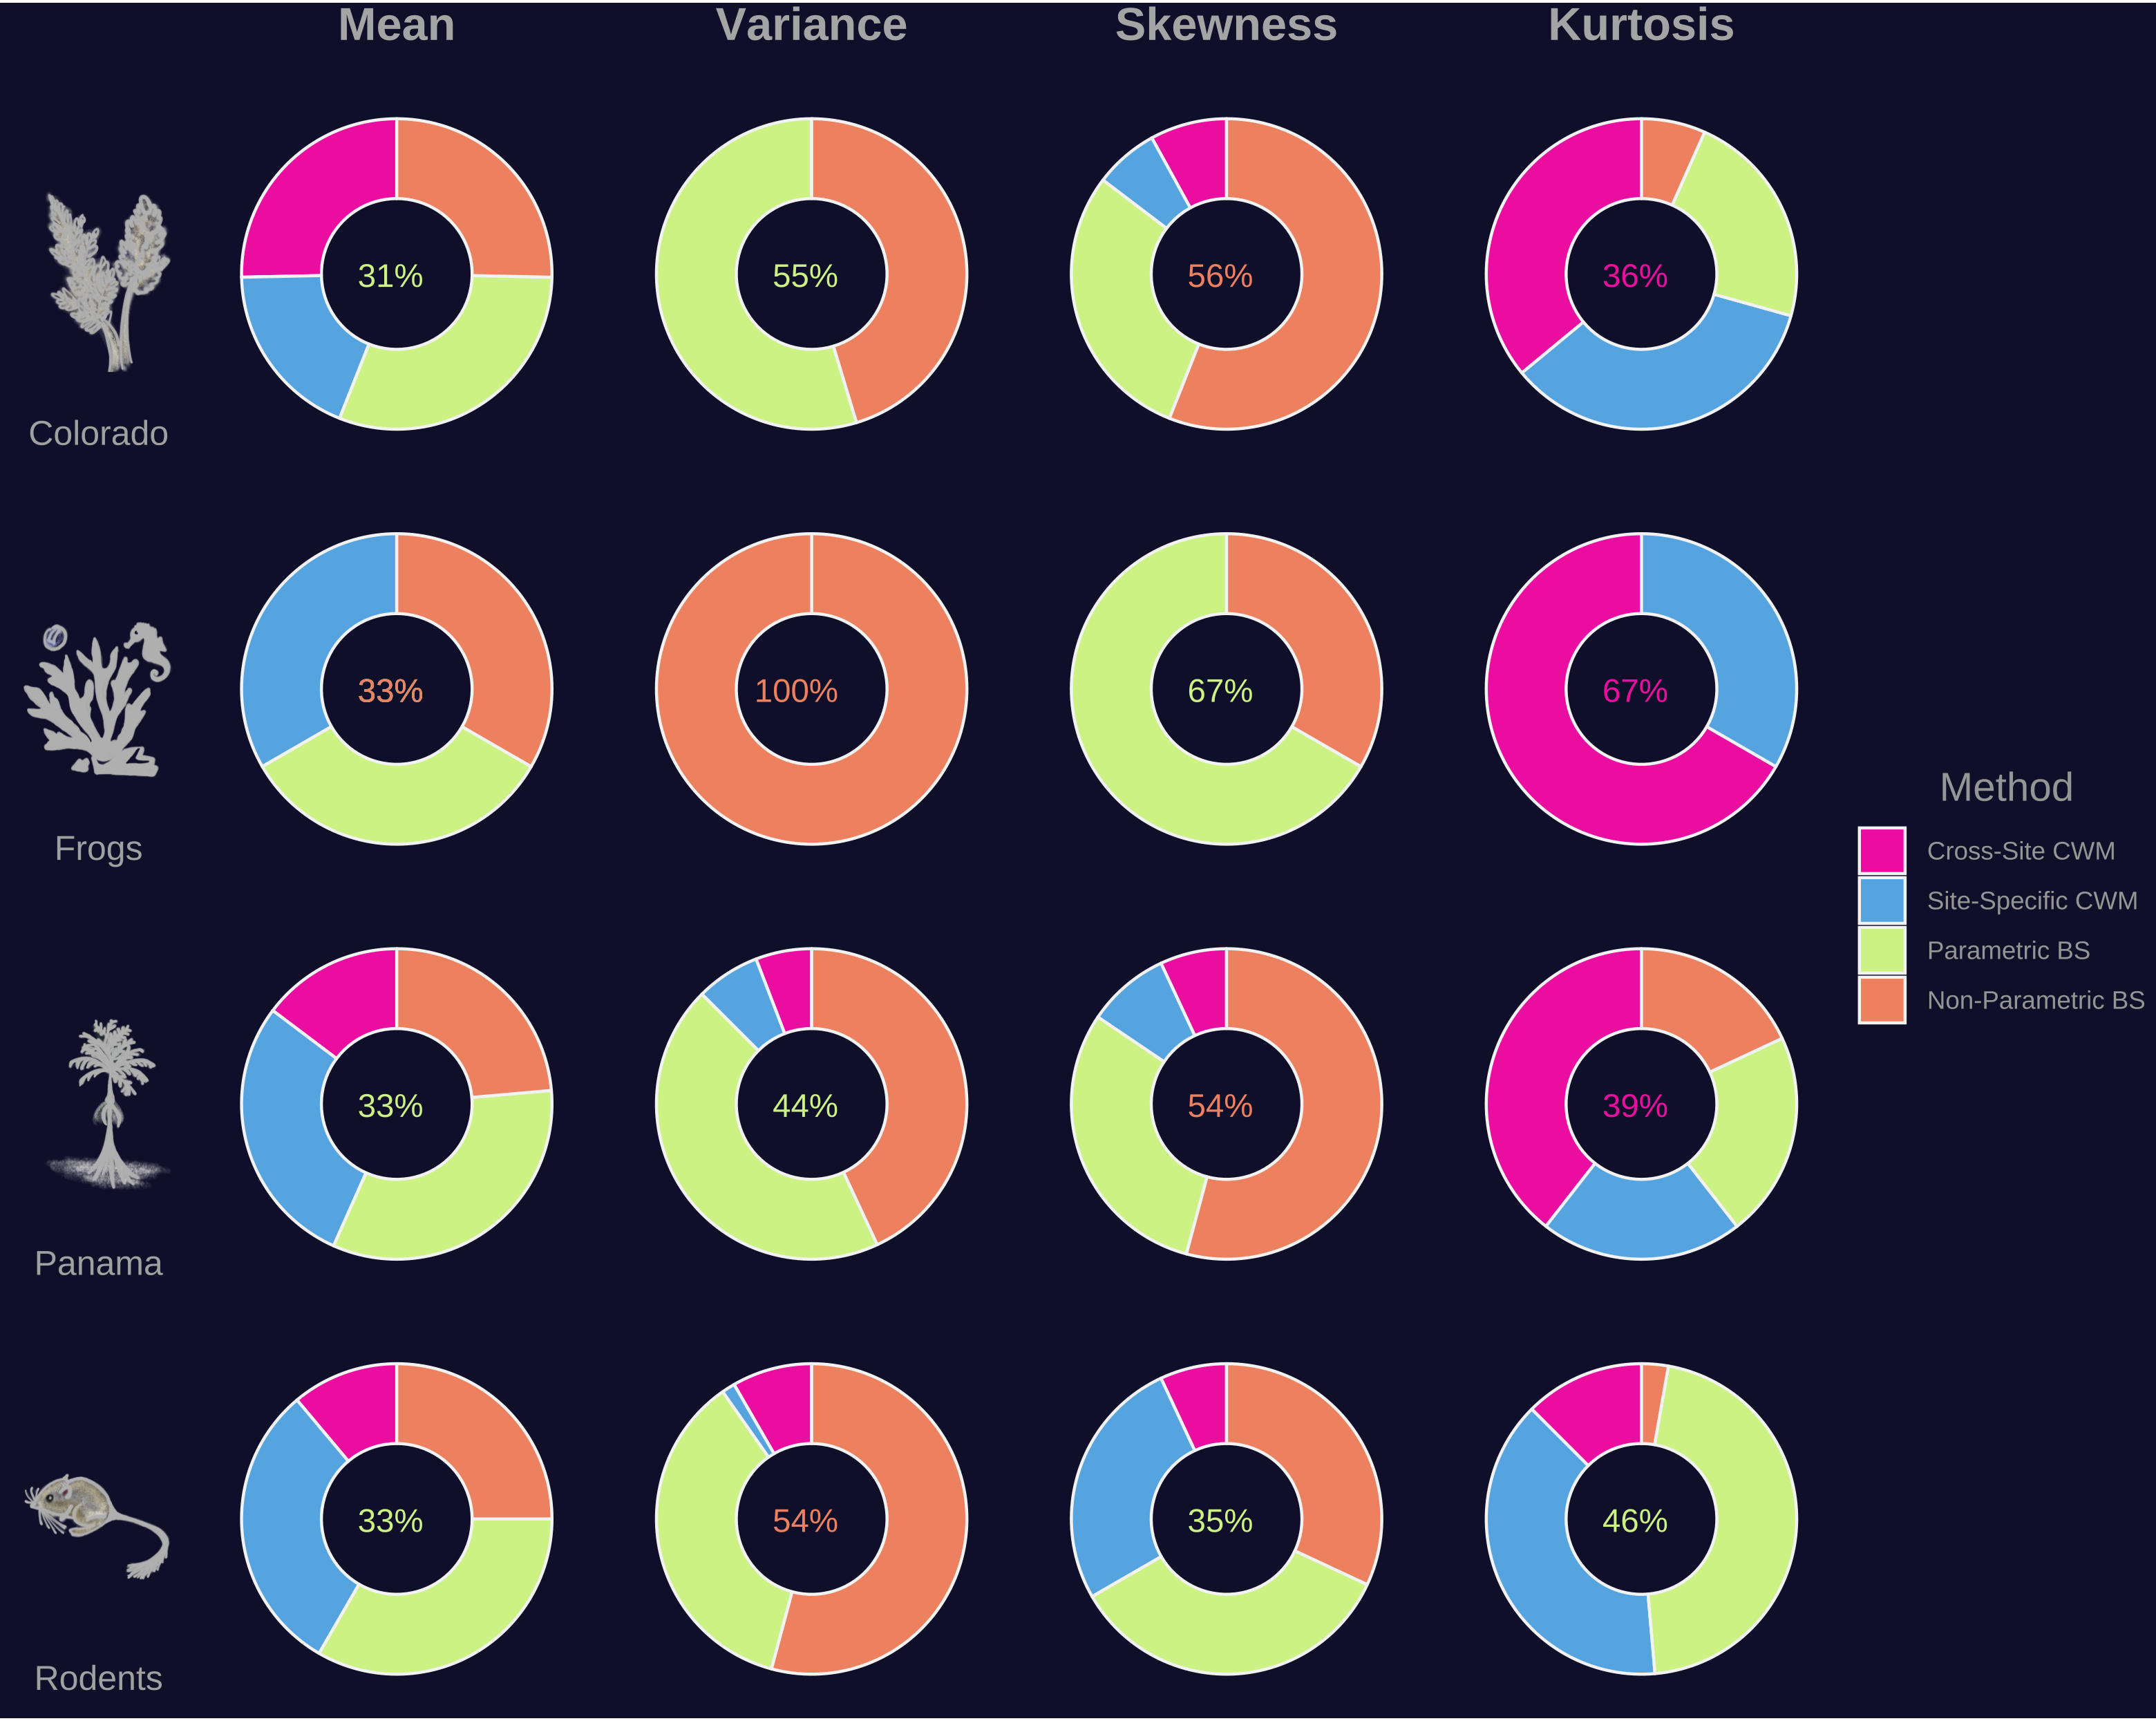 Mean Variance Skewness Kurtosis
31% 55% 56% 36%
Colorado
33% 100% 67% 67%
Frogs
Method
Cross-Site CWM
Site-Specific CWM
Parametric BS
Non-Parametric BS
33% 44% 54% 39%
Panama
33% 54% 35% 46%
Rodents